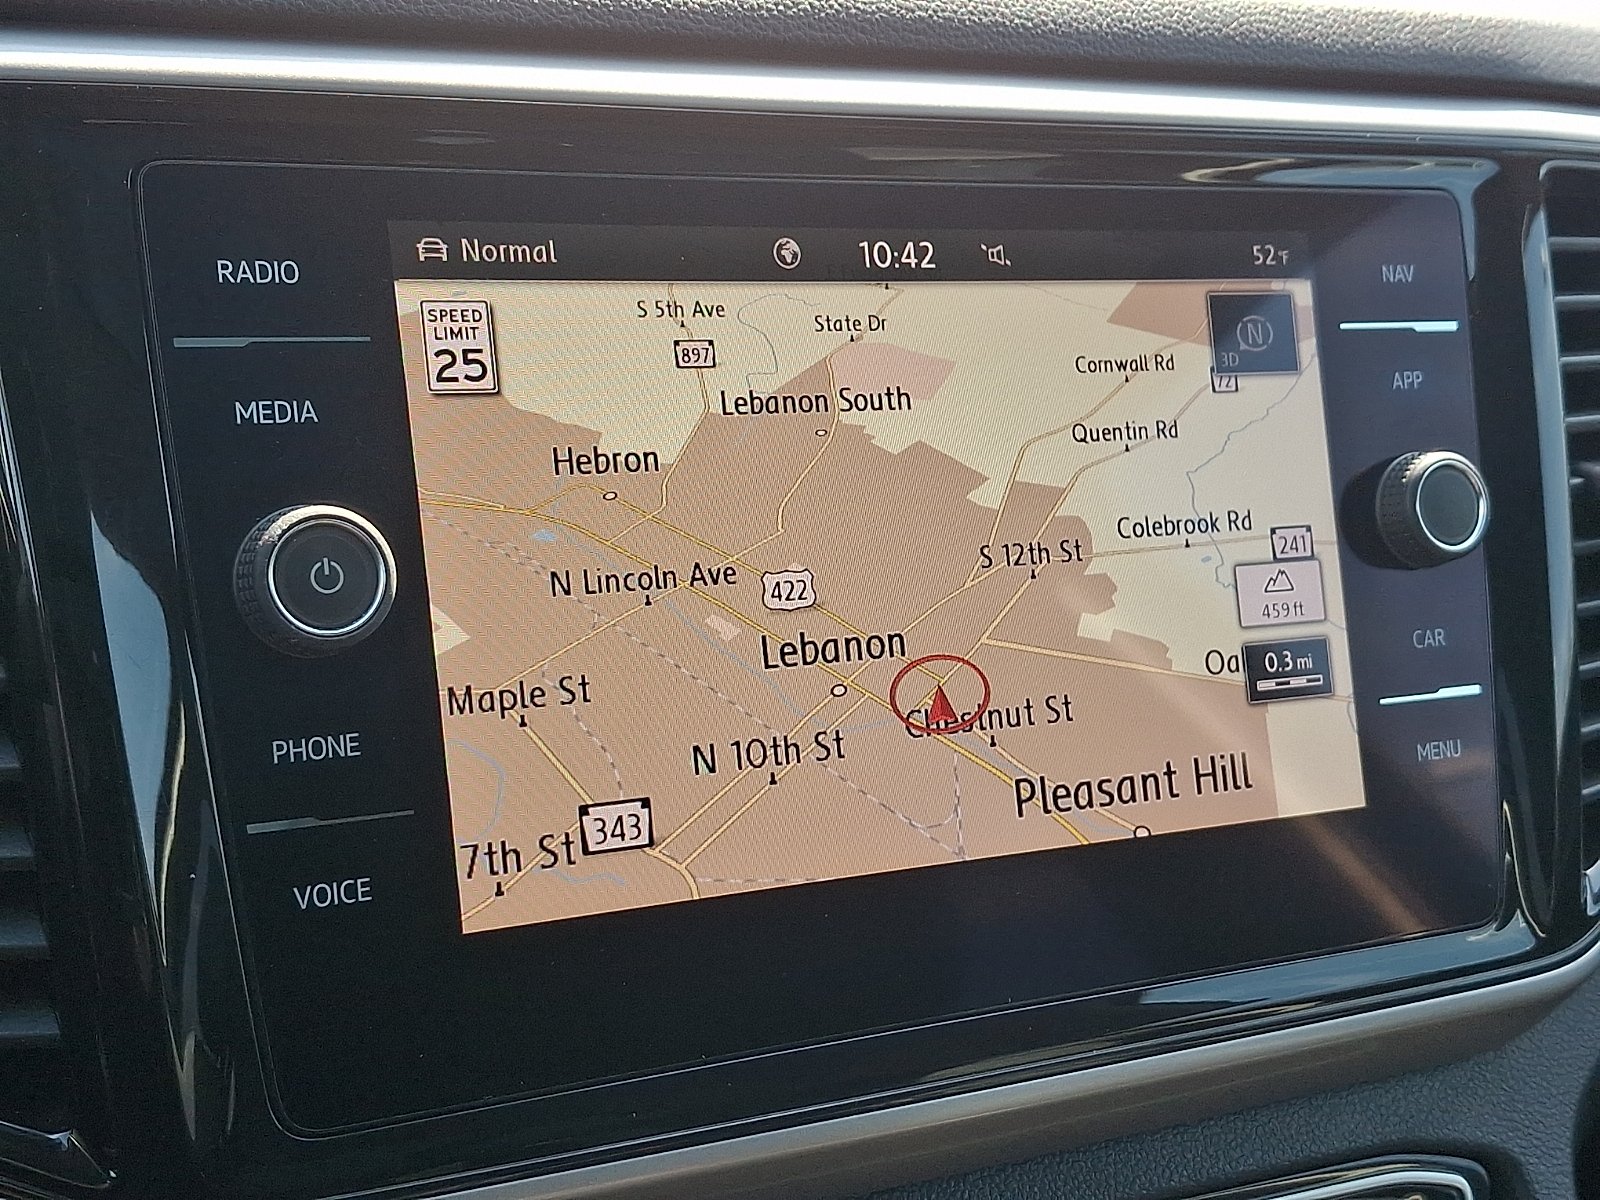 Normal
10:42
52°F
RADIO
MEDIA
PHONE
VOICE
NAV
APP
CAR
MENU
SPEED
LIMIT
25
S 5th Ave
897
State Dr
3D
N
72
Cornwall Rd
Lebanon South
Quentin Rd
Hebron
Colebrook Rd
241
S 12th St
N Lincoln Ave
422
459 ft
Lebanon
Oa
0.3 mi
Maple St
Chestnut St
N 10th St
Pleasant Hill
343
7th St